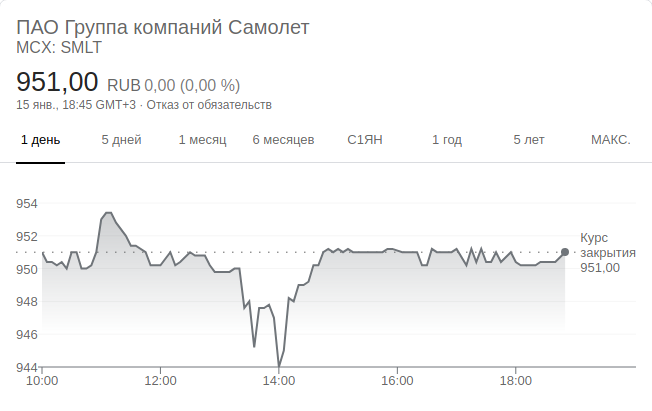 ПАО Группа компаний Самолет
MCX: SMLT
951,00 RUB 0,00 (0,00 %)
15 янв., 18:45 GMT+3 · Отказ от обязательств
1 день 5 дней 1 месяц 6 месяцев С1ЯН 1 год 5 лет МАКС.
954
952
950
948
946
944
Курс
закрытия
951,00
10:00 12:00 14:00 16:00 18:00